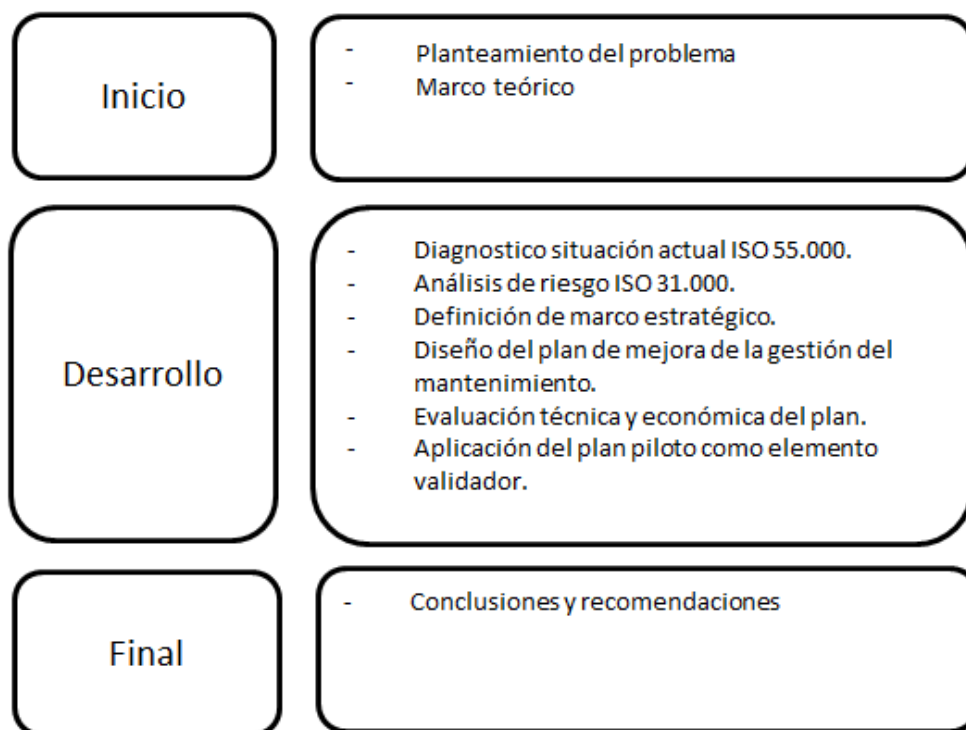 Inicio
- Planteamiento del problema
- Marco teórico
Desarrollo
- Diagnostico situación actual ISO 55.000.
- Análisis de riesgo ISO 31.000.
- Definición de marco estratégico.
- Diseño del plan de mejora de la gestión del
mantenimiento.
- Evaluación técnica y económica del plan.
- Aplicación del plan piloto como elemento
validador.
Final
- Conclusiones y recomendaciones